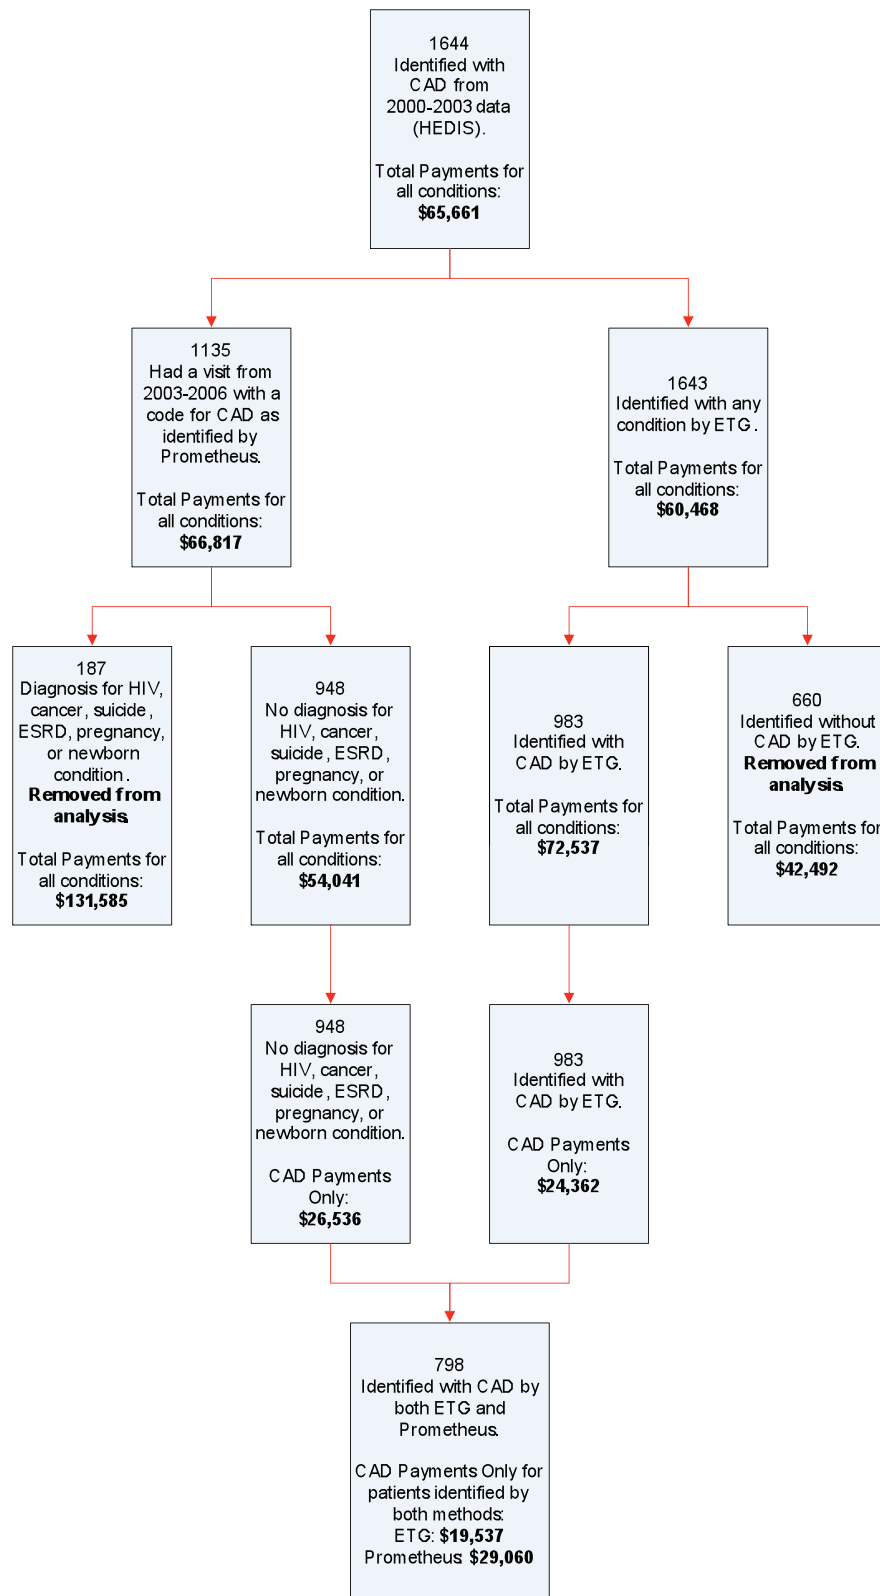 1644
Identified with
CAD from
2000-2003 data
(HEDIS).
Total Payments for
all conditions:
$65,661
1135
Had a visit from
2003-2006 with a
code for CAD as
identified by
Prometheus.
Total Payments for
all conditions:
$66,817
1643
Identified with any
condition by ETG.
Total Payments for
all conditions:
$60,468
187
Diagnosis for HIV,
cancer, suicide,
ESRD, pregnancy,
or newborn
condition.
Removed from
analysis.
Total Payments for
all conditions:
$131,585
948
No diagnosis for
HIV, cancer,
suicide, ESRD,
pregnancy, or
newborn condition.
Total Payments for
all conditions:
$54,041
983
Identified with
CAD by ETG.
Total Payments for
all conditions:
$72,537
660
Identified without
CAD by ETG.
Removed from
analysis.
Total Payments for
all conditions:
$42,492
948
No diagnosis for
HIV, cancer,
suicide, ESRD,
pregnancy, or
newborn condition.
CAD Payments
Only:
$26,536
983
Identified with
CAD by ETG.
CAD Payments
Only:
$24,362
798
Identified with CAD by
both ETG and
Prometheus.
CAD Payments Only for
patients identified by
both methods:
ETG: $19,537
Prometheus: $29,060